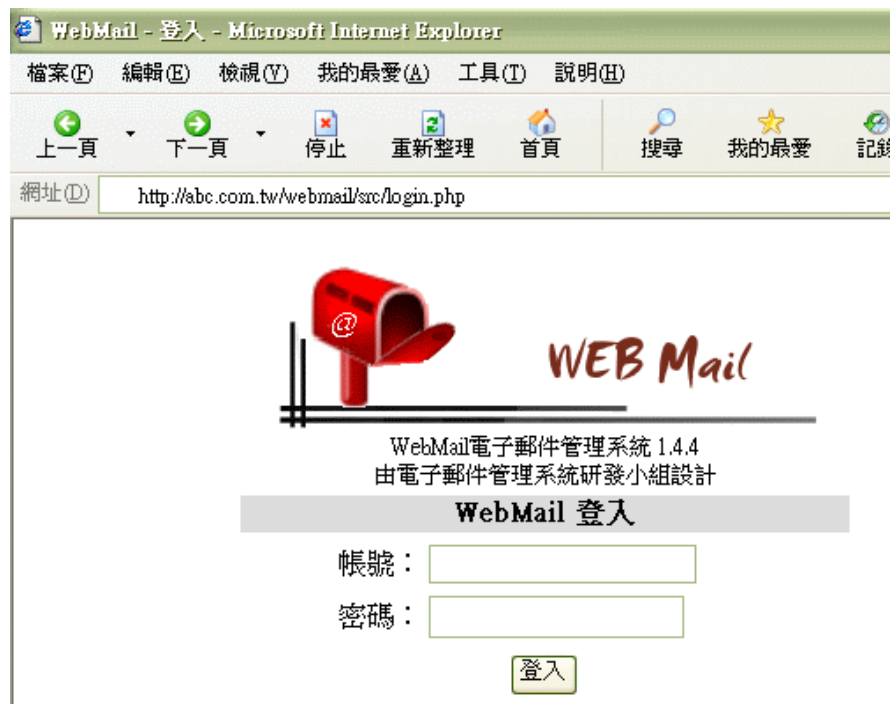 WebMail - 登入 - Microsoft Internet Explorer
檔案(F) 編輯(E) 檢視(V) 我的最愛(A) 工具(T) 說明(H)
上一頁 下一頁 停止 重新整理 首頁 搜尋 我的最愛 記錄
網址(D) http://abc.com.tw/webmail/src/login.php
@
WEB Mail
WebMail電子郵件管理系統 1.4.4
由電子郵件管理系統研發小組設計
WebMail 登入
帳號：
密碼：
登入